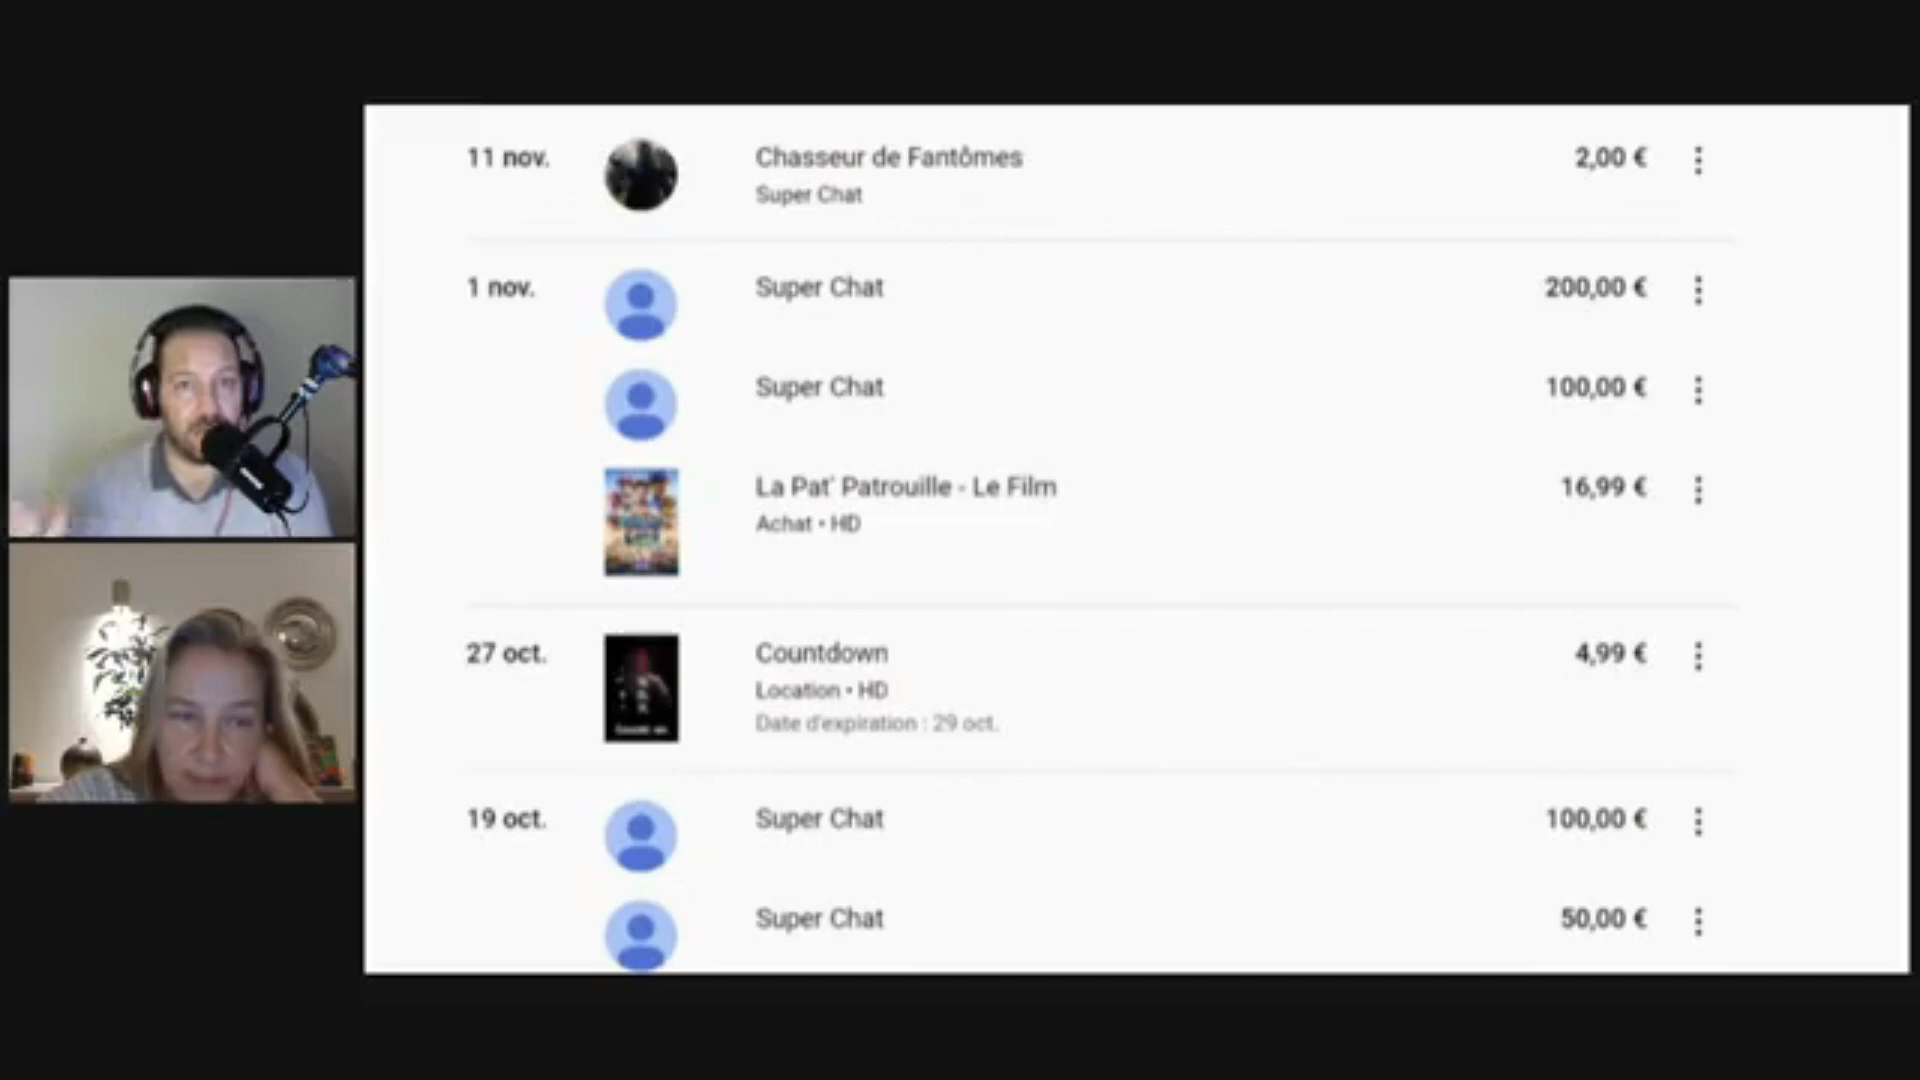 11 nov.
Chasseur de Fantômes
2,00 €
Super Chat
1 nov.
Super Chat
200,00 €
Super Chat
100,00 €
La Pat' Patrouille - Le Film
16,99 €
Achat • HD
27 oct.
Countdown
4,99 €
Location • HD
Date d'expiration : 29 oct.
19 oct.
Super Chat
100,00 €
Super Chat
50,00 €